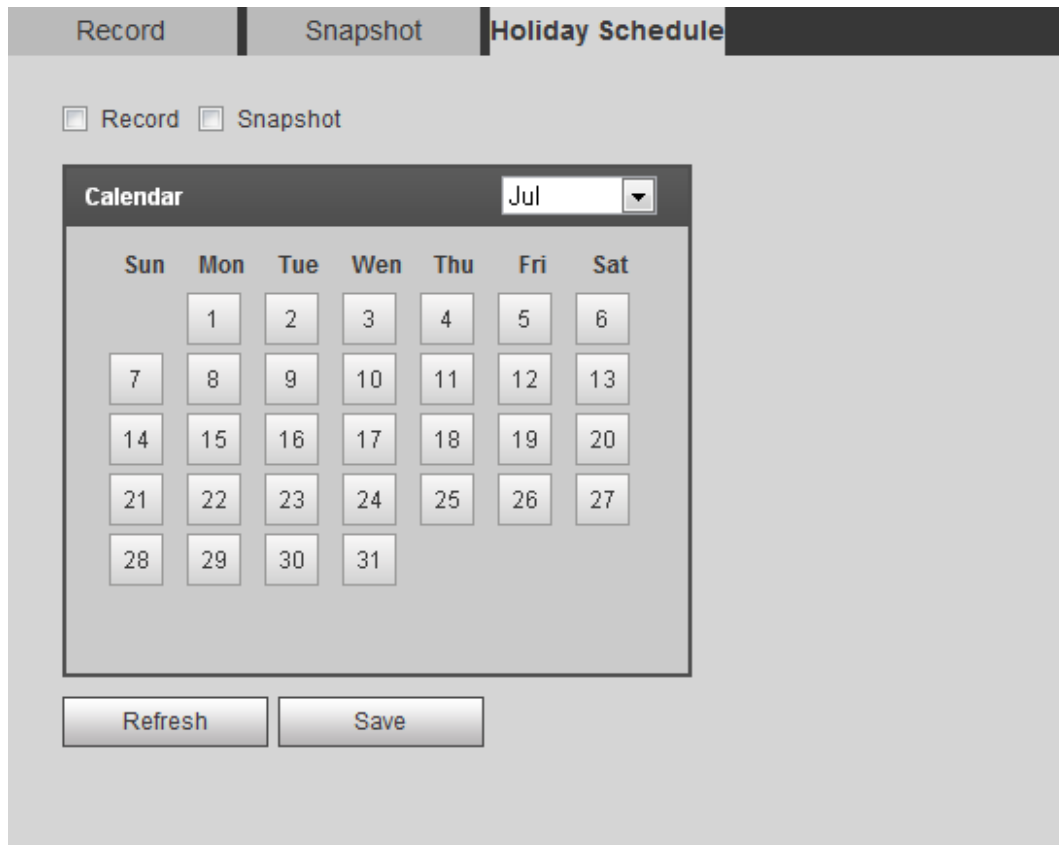 Record Snapshot Holiday Schedule
Record Snapshot
Calendar Jul
Sun Mon Tue Wen Thu Fri Sat
1 2 3 4 5 6
7 8 9 10 11 12 13
14 15 16 17 18 19 20
21 22 23 24 25 26 27
28 29 30 31
Refresh Save